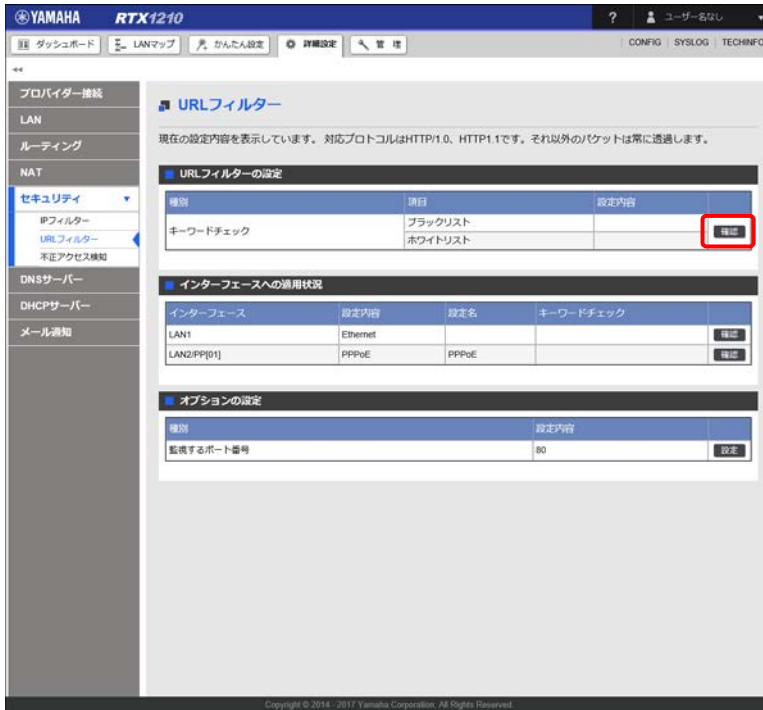 YAMAHA RTX1210 ? ユーザー名なし
ダッシュボード LANマップ かんたん設定 詳細設定 管理 CONFIG SYSLOG TECHINFO
プロバイダー接続
LAN
ルーティング
NAT
セキュリティ
IPフィルター
URLフィルター
不正アクセス検知
DNSサーバー
DHCPサーバー
メール通知
URLフィルター
現在の設定内容を表示しています。 対応プロトコルはHTTP/1.0、HTTP1.1です。それ以外のパケットは常に透過します。
URLフィルターの設定
種別 項目 設定内容
キーワードチェック ブラックリスト 確認
ホワイトリスト
インターフェースへの適用状況
インターフェース 設定内容 設定名 キーワードチェック
LAN1 Ethernet 確認
LAN2/PP[01] PPPoE PPPoE 確認
オプションの設定
種別 設定内容
監視するポート番号 80 設定
Copyright © 2014 - 2017 Yamaha Corporation. All Rights Reserved.